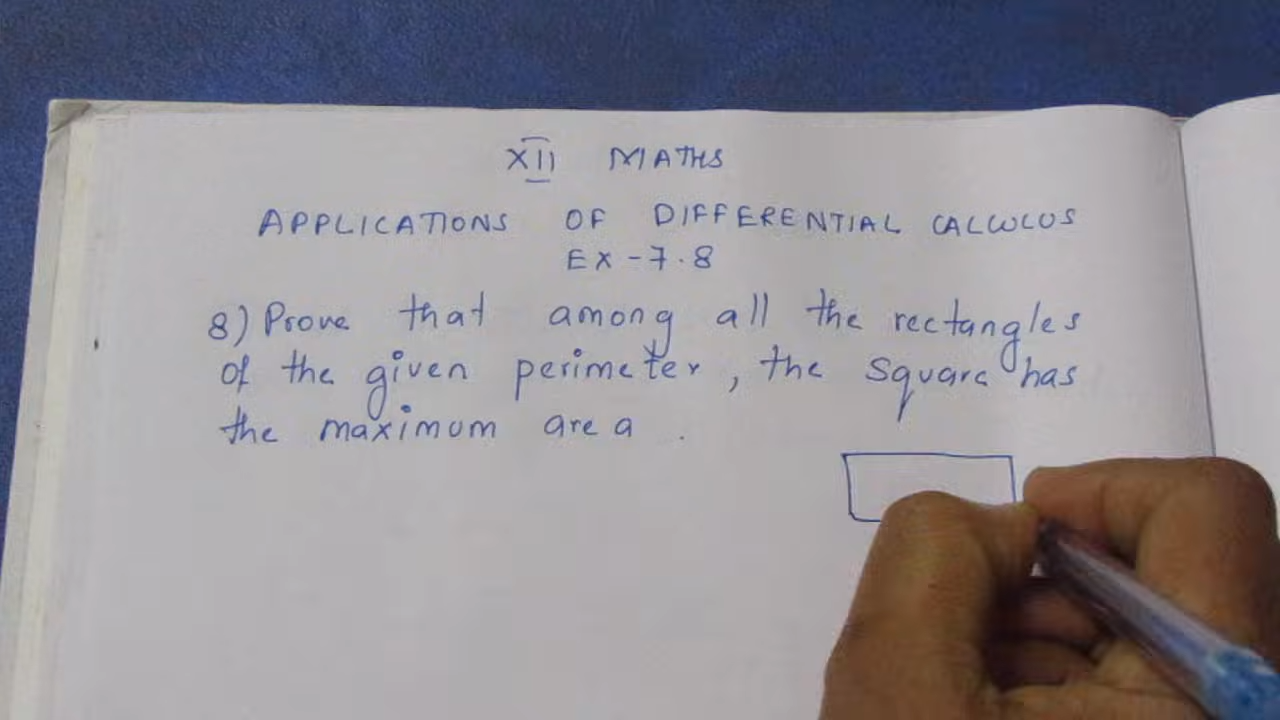 XII MATHS
APPLICATIONS OF DIFFERENTIAL CALCULUS
EX-7.8
8) Prove that among all the rectangles
of the given perimeter, the square has
the maximum area.